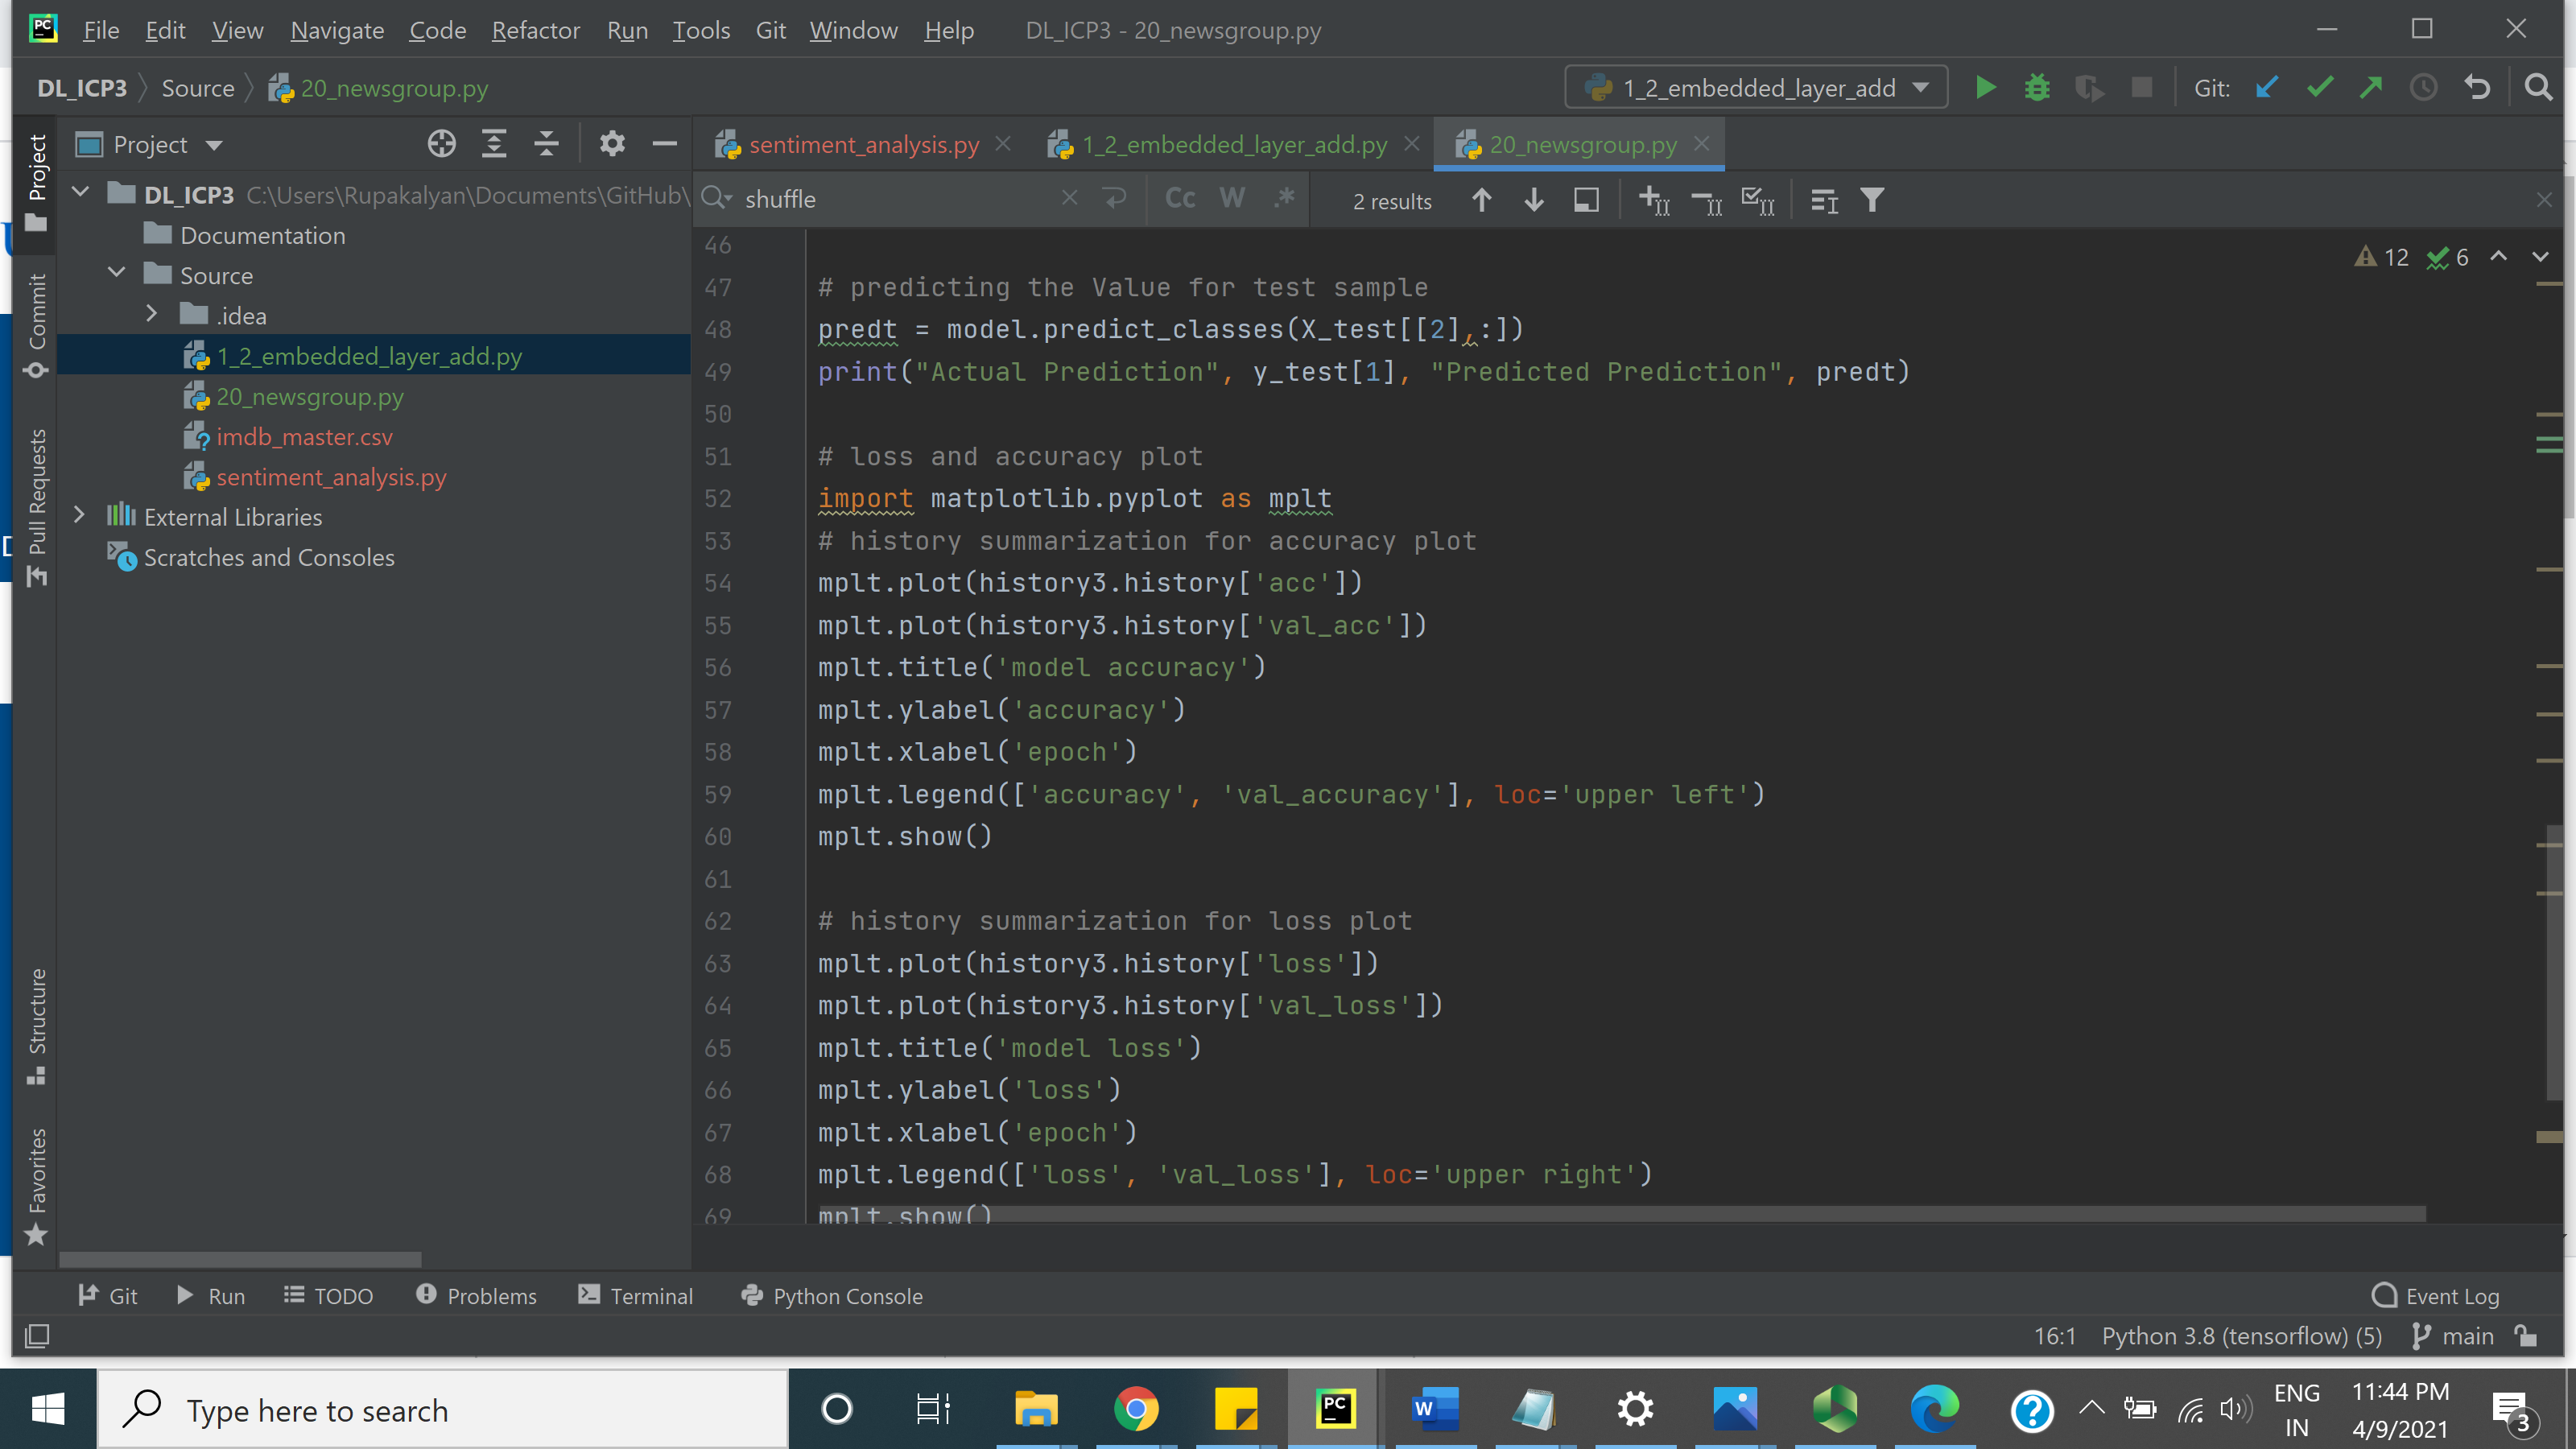 PC
File Edit View Navigate Code Refactor Run Tools Git Window Help DL_ICP3 - 20_newsgroup.py
DL_ICP3 Source 20_newsgroup.py 1_2_embedded_layer_add Git:
Project
Project
sentiment_analysis.py 1_2_embedded_layer_add.py 20_newsgroup.py
DL_ICP3 C:\Users\Rupakalyan\Documents\GitHub\
Documentation
Source
.idea
1_2_embedded_layer_add.py
20_newsgroup.py
imdb_master.csv
sentiment_analysis.py
External Libraries
Scratches and Consoles
Commit
Pull Requests
Structure
Favorites
shuffle Cc W .* 2 results
12 6
46
47 # predicting the Value for test sample
48 predt = model.predict_classes(X_test[[2],:])
49 print("Actual Prediction", y_test[1], "Predicted Prediction", predt)
50
51 # loss and accuracy plot
52 import matplotlib.pyplot as mplt
53 # history summarization for accuracy plot
54 mplt.plot(history3.history['acc'])
55 mplt.plot(history3.history['val_acc'])
56 mplt.title('model accuracy')
57 mplt.ylabel('accuracy')
58 mplt.xlabel('epoch')
59 mplt.legend(['accuracy', 'val_accuracy'], loc='upper left')
60 mplt.show()
61
62 # history summarization for loss plot
63 mplt.plot(history3.history['loss'])
64 mplt.plot(history3.history['val_loss'])
65 mplt.title('model loss')
66 mplt.ylabel('loss')
67 mplt.xlabel('epoch')
68 mplt.legend(['loss', 'val_loss'], loc='upper right')
69 mplt.show()
Git Run TODO Problems Terminal Python Console Event Log
16:1 Python 3.8 (tensorflow) (5) main
Type here to search
PC
W
ENG
IN
11:44 PM
4/9/2021
3